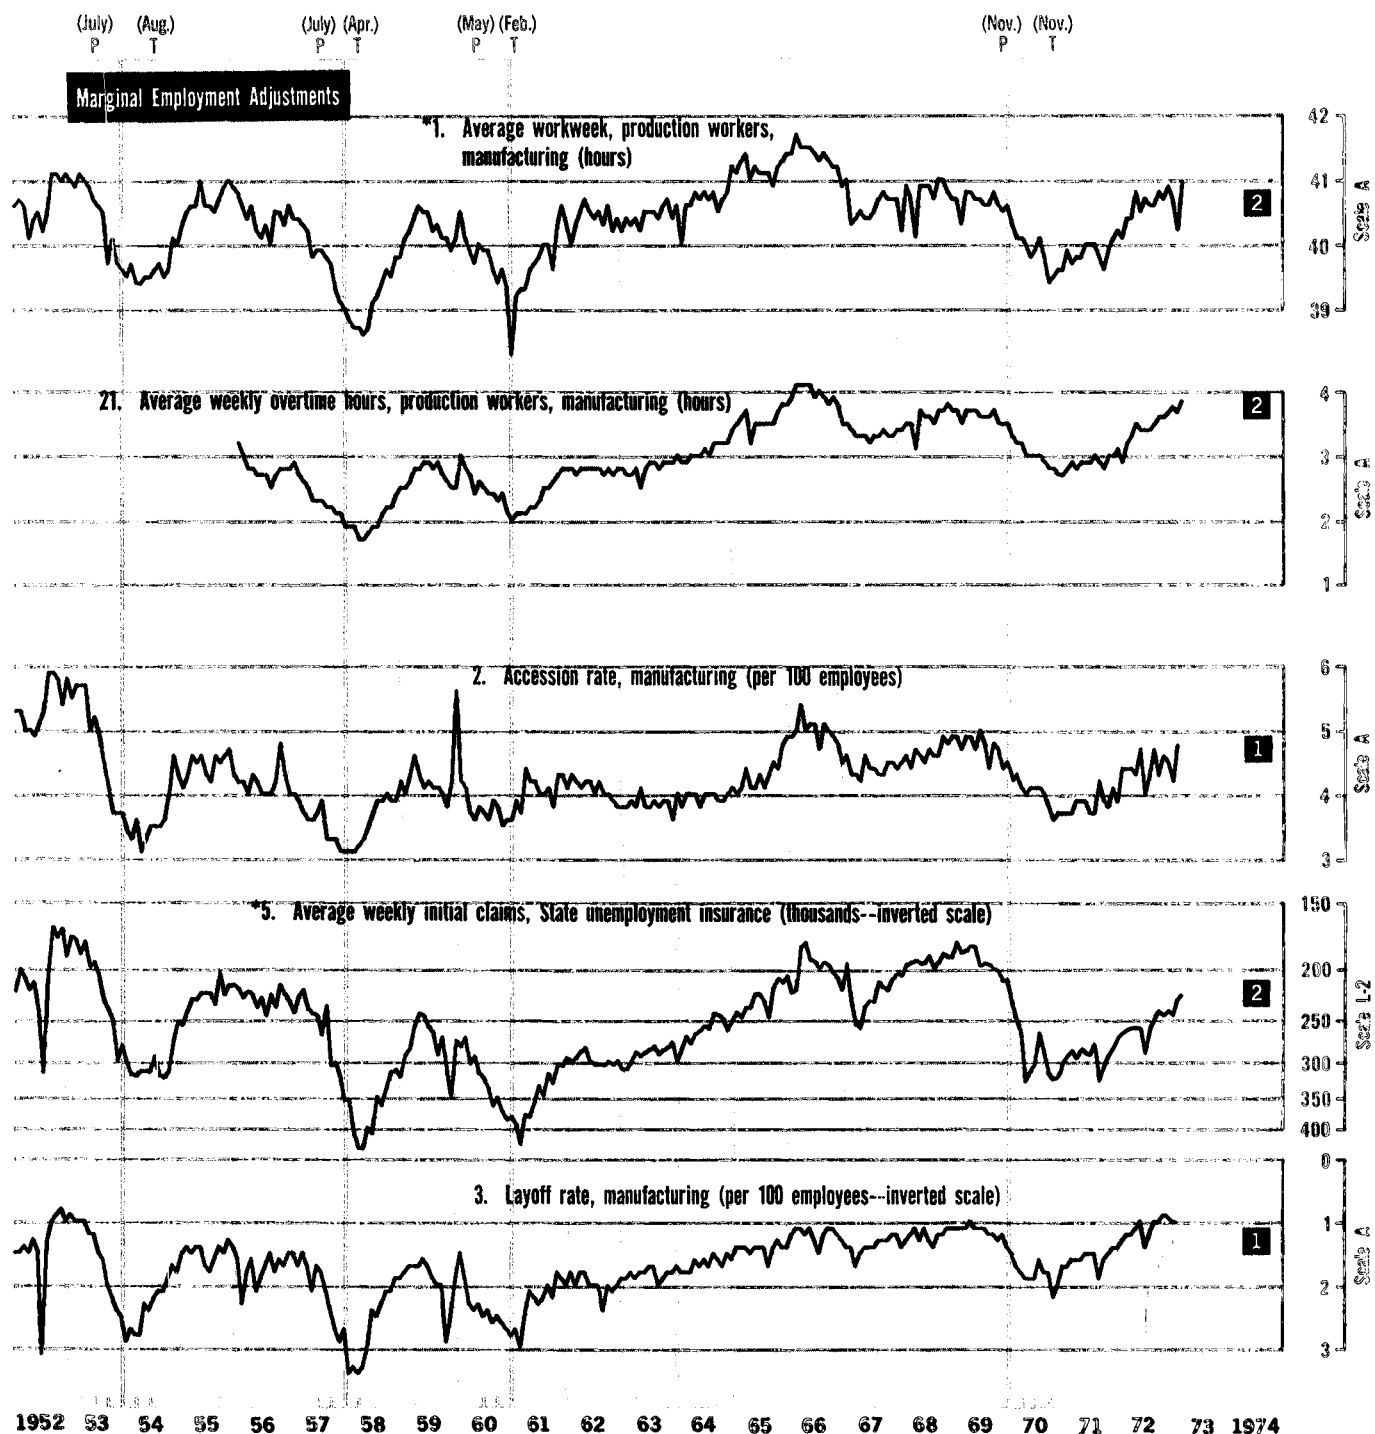 (July) (Aug.) (July) (Apr.) (May) (Feb.) (Nov.) (Nov.)
P T P T P T P T
Marginal Employment Adjustments
*1. Average workweek, production workers,
manufacturing (hours)
42
41
40
39
Scale A
2
21. Average weekly overtime hours, production workers, manufacturing (hours)
4
3
2
1
Scale A
2
2. Accession rate, manufacturing (per 100 employees)
6
5
4
3
Scale A
1
*5. Average weekly initial claims, State unemployment insurance (thousands--inverted scale)
150
200
250
300
350
400
Scale L-2
2
3. Layoff rate, manufacturing (per 100 employees--inverted scale)
0
1
2
3
Scale A
1
1952 53 54 55 56 57 58 59 60 61 62 63 64 65 66 67 68 69 70 71 72 73 1974